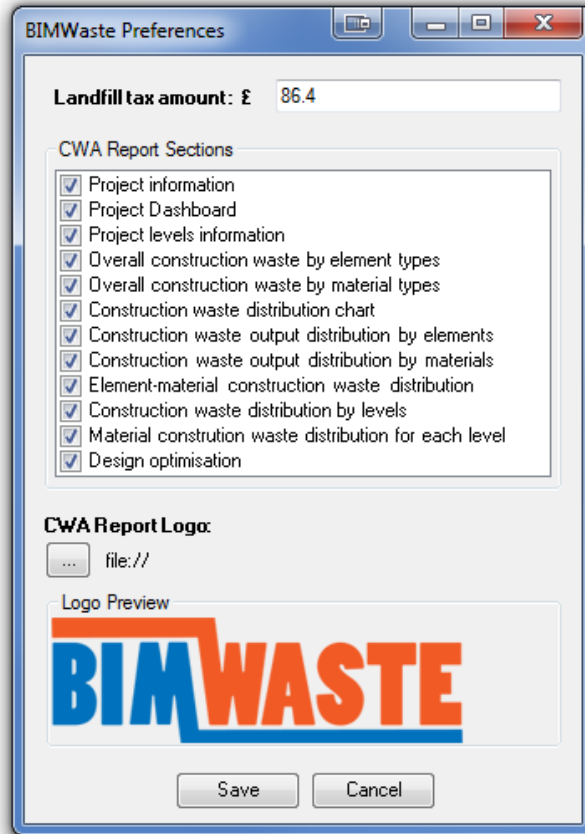 BIMWaste Preferences
Landfill tax amount: £ 86.4
CWA Report Sections
Project information
Project Dashboard
Project levels information
Overall construction waste by element types
Overall construction waste by material types
Construction waste distribution chart
Construction waste output distribution by elements
Construction waste output distribution by materials
Element-material construction waste distribution
Construction waste distribution by levels
Material constrution waste distribution for each level
Design optimisation
CWA Report Logo:
... file://
Logo Preview
BIMWASTE
Save Cancel